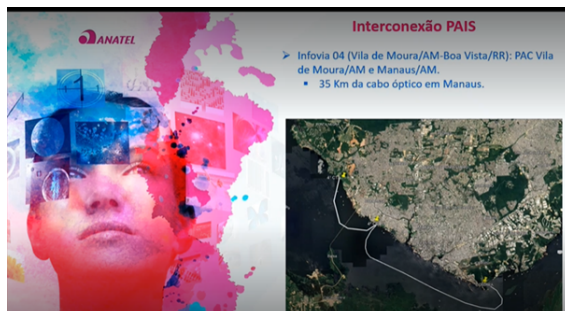 ANATEL
Interconexão PAIS
➢ Infovia 04 (Vila de Moura/AM-Boa Vista/RR): PAC Vila
de Moura/AM e Manaus/AM.
▪ 35 Km da cabo óptico em Manaus.